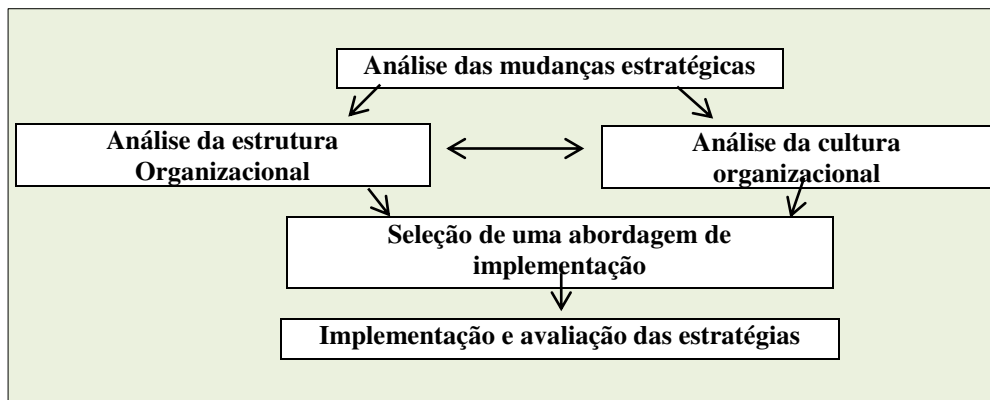 Análise das mudanças estratégicas
Análise da estrutura
Organizacional
Análise da cultura
organizacional
Seleção de uma abordagem de
implementação
Implementação e avaliação das estratégias